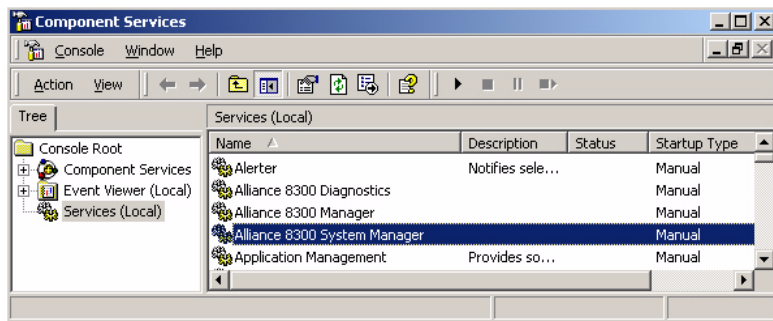 Component Services
Console Window Help
Action View
Tree
Services (Local)
Console Root
Component Services
Event Viewer (Local)
Services (Local)
Name Description Status Startup Type
Alerter Notifies sele... Manual
Alliance 8300 Diagnostics Manual
Alliance 8300 Manager Manual
Alliance 8300 System Manager Manual
Application Management Provides so... Manual